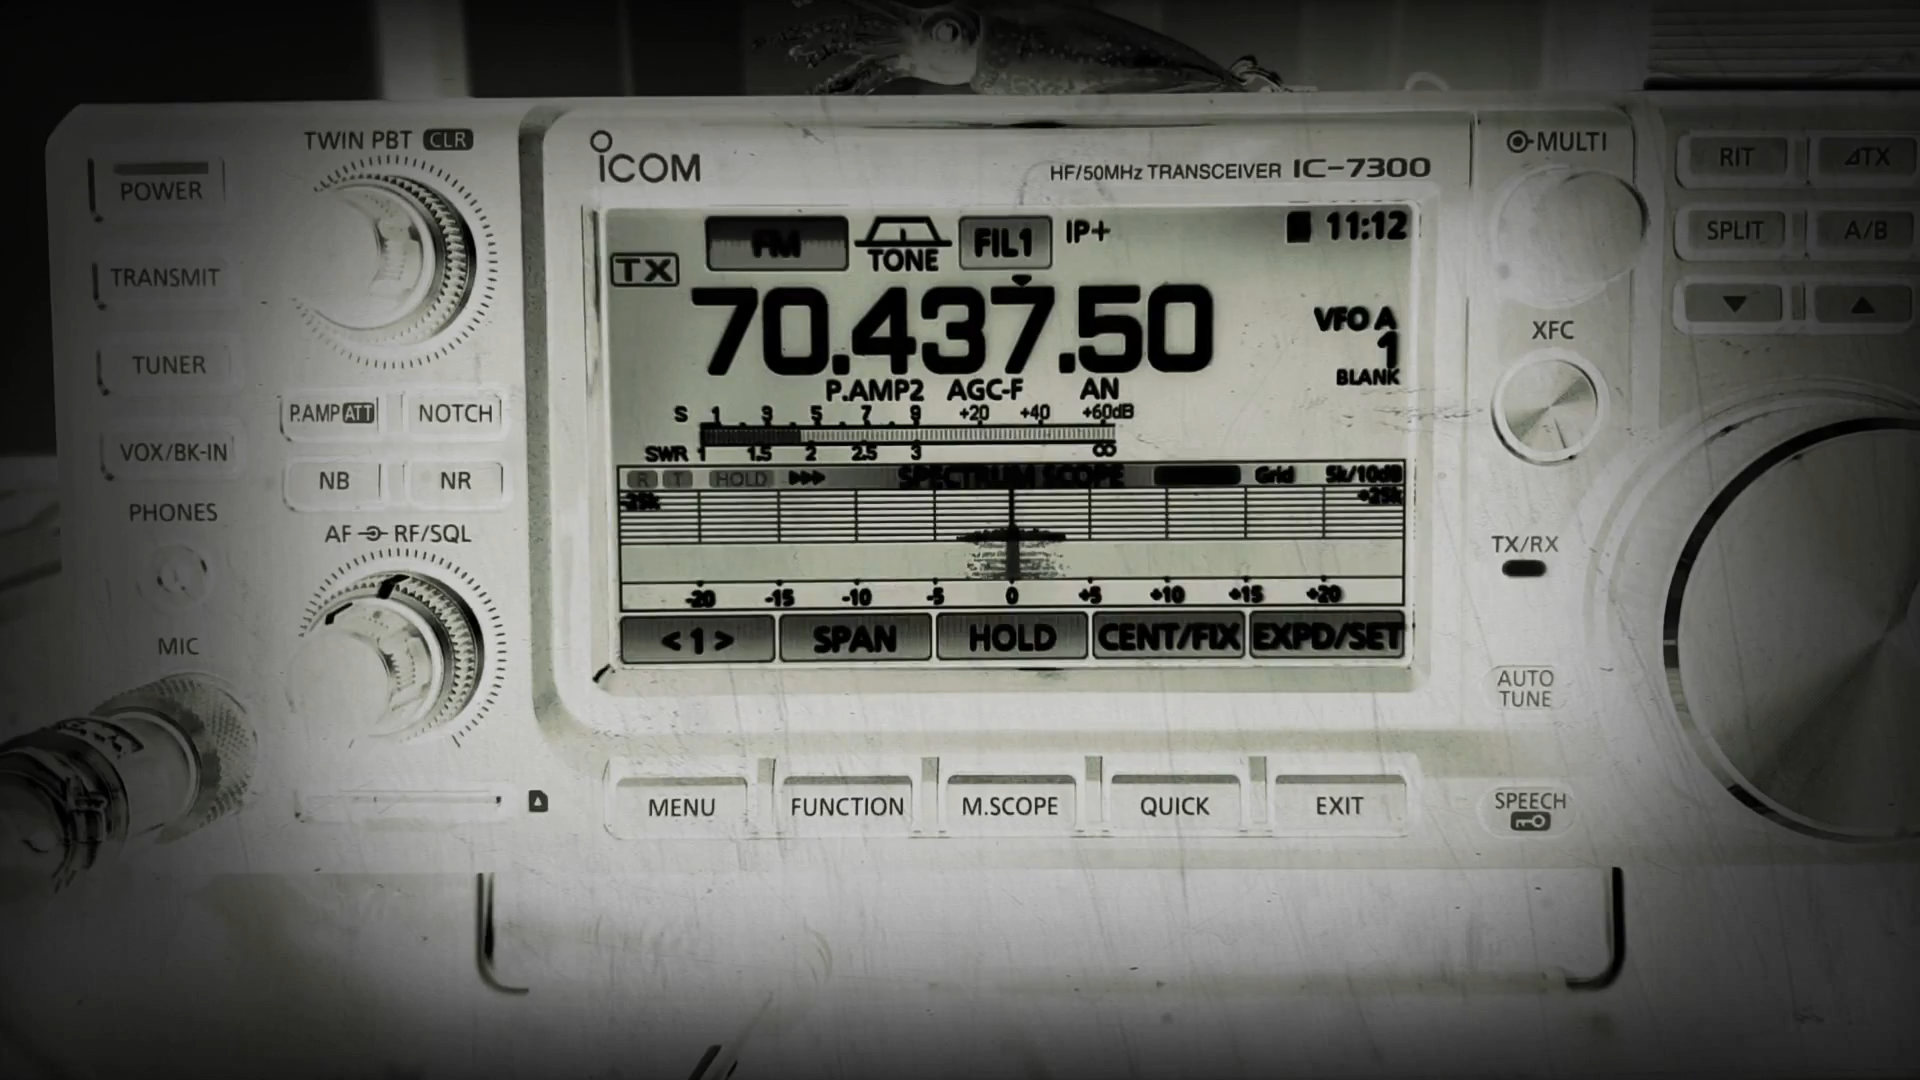 TWIN PBT CLR
POWER
TRANSMIT
TUNER
VOX/BK-IN
PHONES
MIC
P.AMP ATT NOTCH
NB NR
AF RF/SQL
ICOM
HF/50MHz TRANSCEIVER IC-7300
TX FM TONE FIL1 IP+ 11:12
70.437.50
VFO A
1
BLANK
P.AMP2 AGC-F AN
S 1 3 5 7 9 +20 +40 +60dB
SWR 1 1.5 2 2.5 3 ∞
R T HOLD SPECTRUM SCOPE Grid 5k/10dB
-25k +25k
-20 -15 -10 -5 0 +5 +10 +15 +20
<1> SPAN HOLD CENT/FIX EXPD/SET
MENU FUNCTION M.SCOPE QUICK EXIT
MULTI
XFC
TX/RX
AUTO
TUNE
SPEECH
RIT ⊿TX
SPLIT A/B